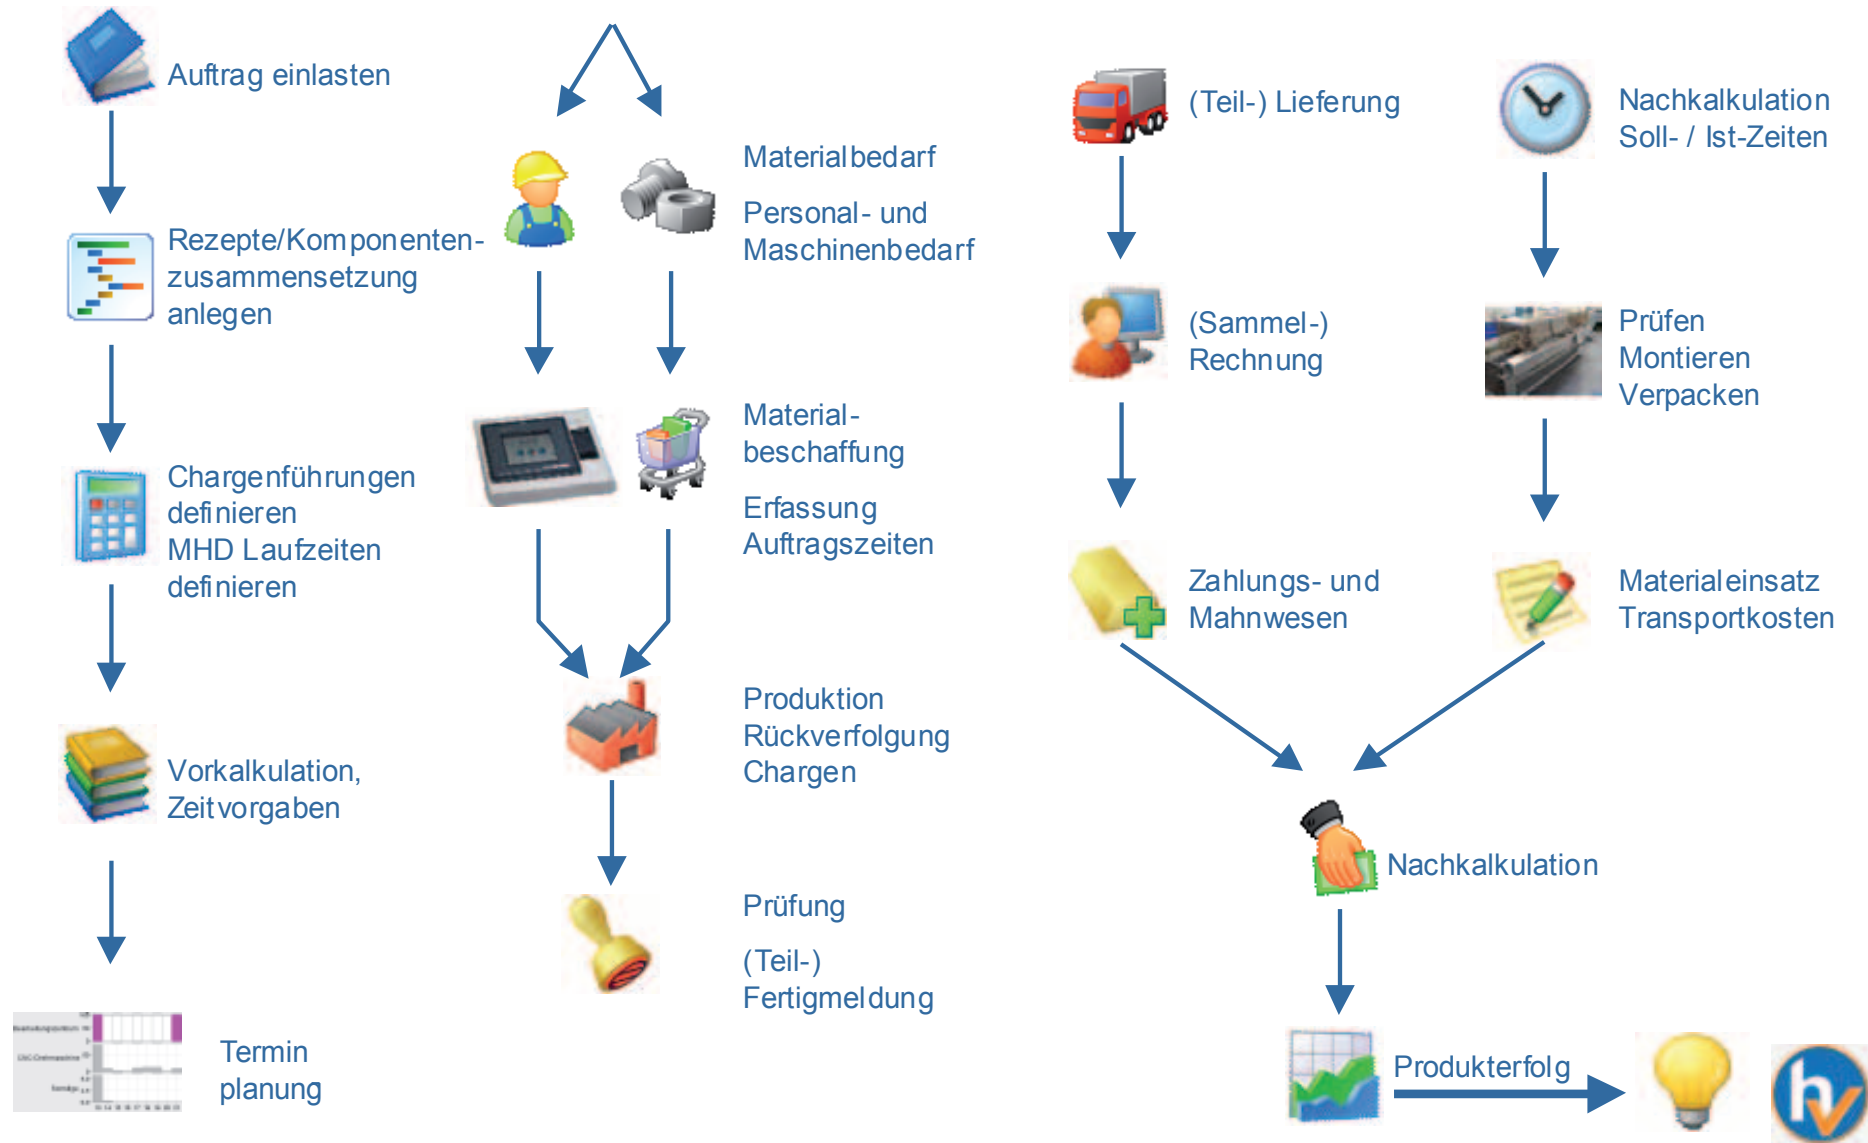 Auftrag einlasten
Rezepte/Komponenten-
zusammensetzung
anlegen
Chargenführungen
definieren
MHD Laufzeiten
definieren
Vorkalkulation,
Zeitvorgaben
Termin
planung
Materialbedarf
Personal- und
Maschinenbedarf
Material-
beschaffung
Erfassung
Auftragszeiten
Produktion
Rückverfolgung
Chargen
Prüfung
(Teil-)
Fertigmeldung
(Teil-) Lieferung
(Sammel-)
Rechnung
Zahlungs- und
Mahnwesen
Nachkalkulation
Soll- / Ist-Zeiten
Prüfen
Montieren
Verpacken
Materialeinsatz
Transportkosten
Nachkalkulation
Produkterfolg
hv